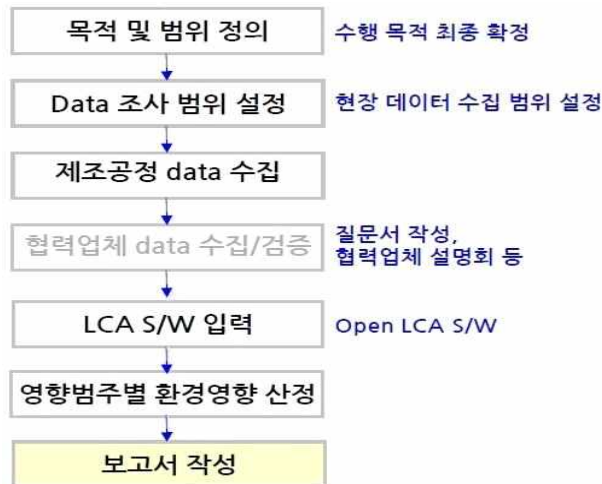 목적 및 범위 정의
수행 목적 최종 확정
Data 조사 범위 설정
현장 데이터 수집 범위 설정
제조공정 data 수집
협력업체 data 수집/검증
질문서 작성,
협력업체 설명회 등
LCA S/W 입력
Open LCA S/W
영향범주별 환경영향 산정
보고서 작성